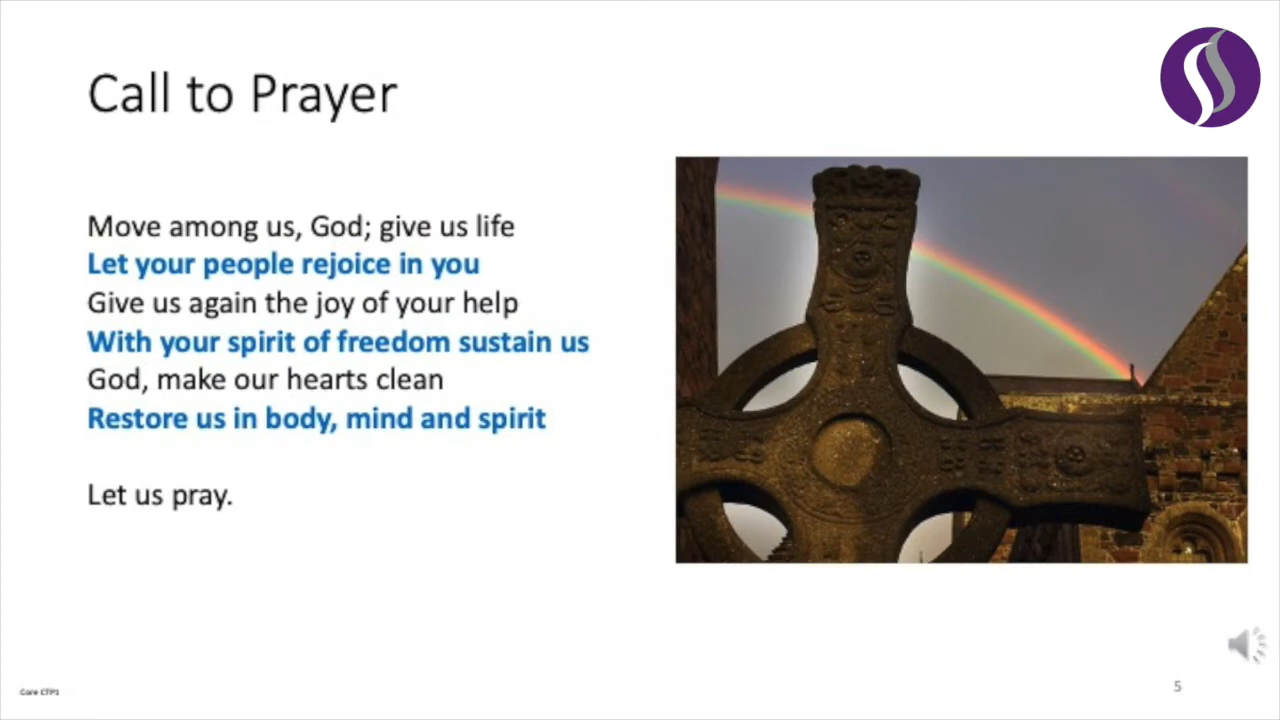 Call to Prayer
Move among us, God; give us life
Let your people rejoice in you
Give us again the joy of your help
With your spirit of freedom sustain us
God, make our hearts clean
Restore us in body, mind and spirit
Let us pray.
Core CTP1
5